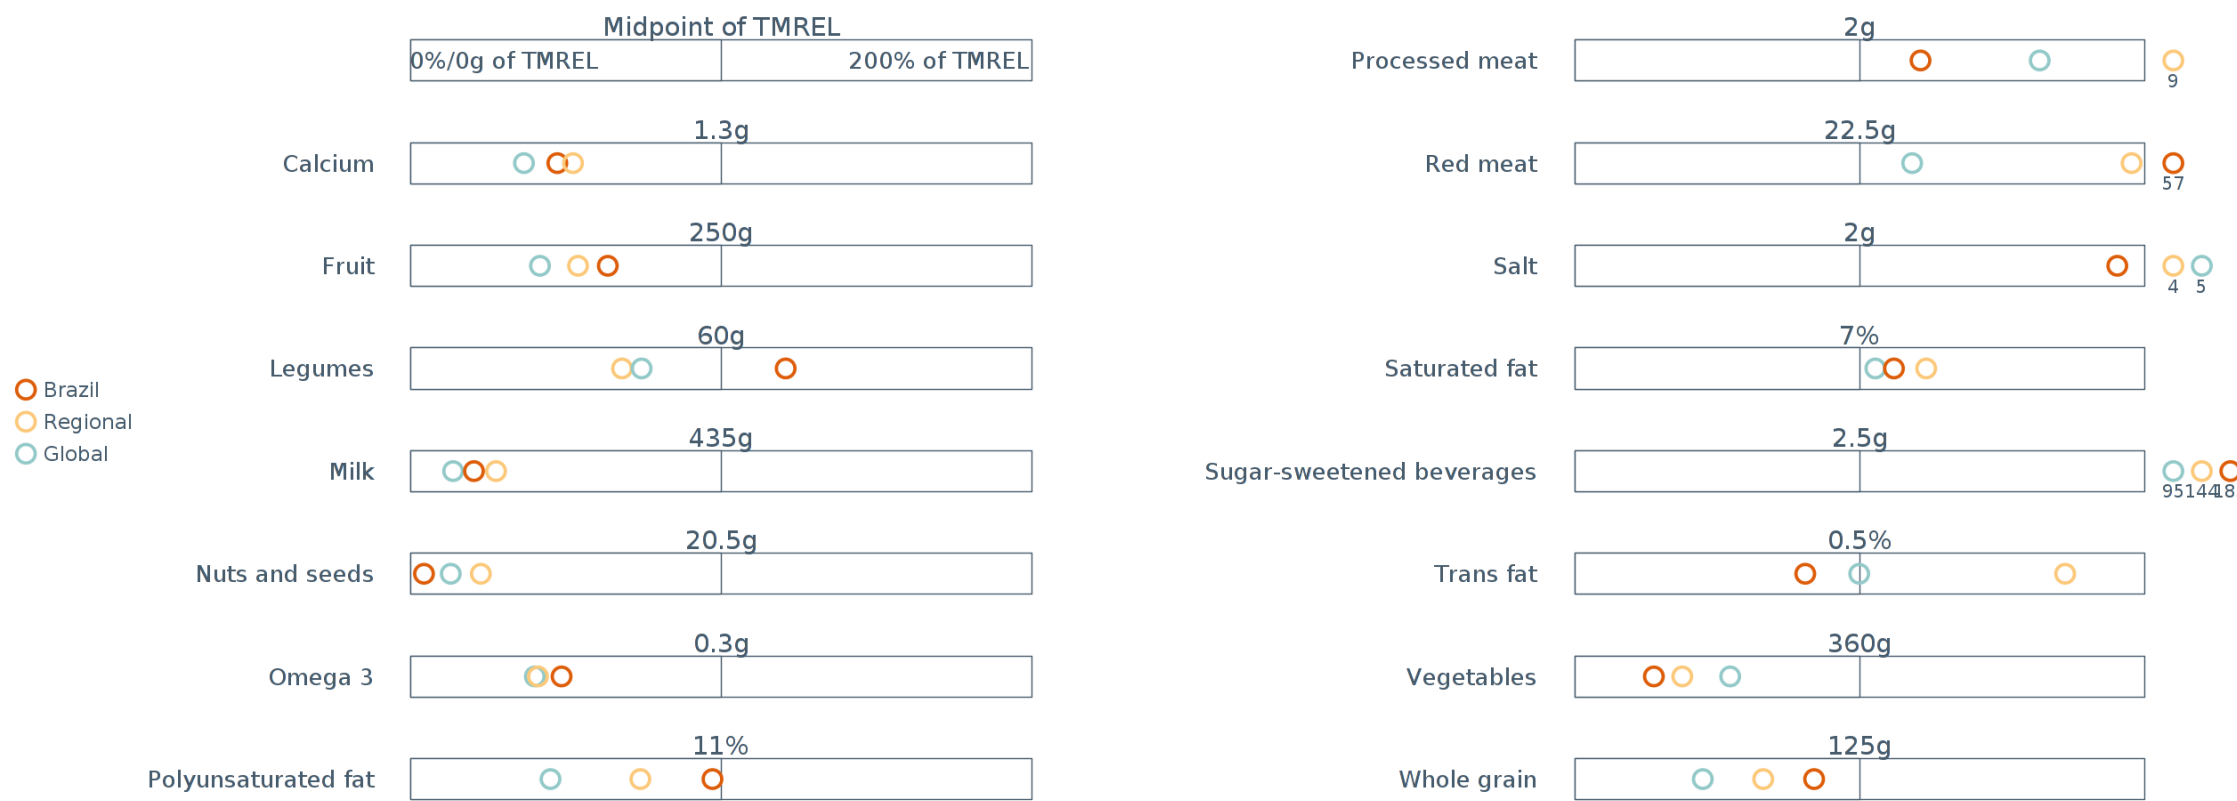 Midpoint of TMREL
0%/0g of TMREL 200% of TMREL
1.3g
Calcium
250g
Fruit
60g
Legumes
435g
Milk
20.5g
Nuts and seeds
0.3g
Omega 3
11%
Polyunsaturated fat
Brazil
Regional
Global
2g
Processed meat
9
22.5g
Red meat
57
2g
Salt
4 5
7%
Saturated fat
2.5g
Sugar-sweetened beverages
95 144
0.5%
Trans fat
360g
Vegetables
125g
Whole grain